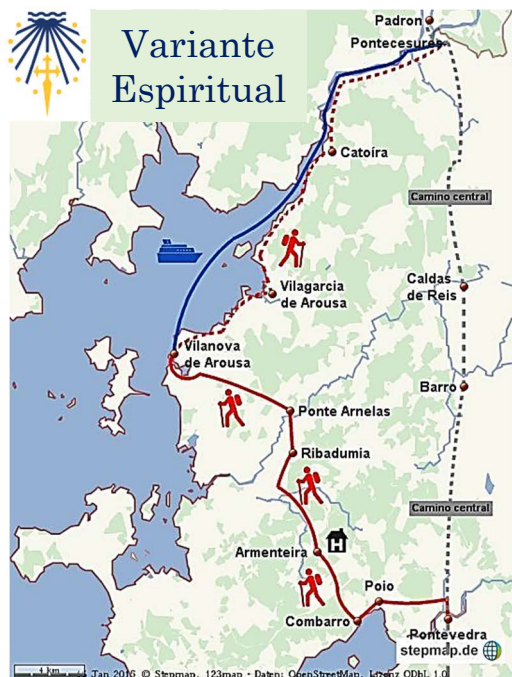 Variante
Espiritual
Padron
Pontecesures
Catoira
Camino central
Vilagarcia
de Arousa
Caldas
de Reis
Vilanova
de Arousa
Barro
Ponte Arnelas
Ribadumia
Camino central
Armenteira
H
Poio
Combarro
Pontevedra
stepmap.de
4 km
Jan 2016 © Stepmap, 123map • Daten: OpenStreetMap, Lizenz ODbL 1.0